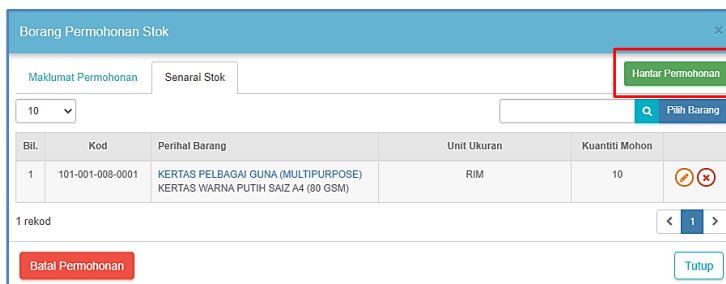 Borang Permohonan Stok ×
Maklumat Permohonan Senarai Stok Hantar Permohonan
10 Pilih Barang
Bil. Kod Perihal Barang Unit Ukuran Kuantiti Mohon
1 101-001-008-0001 KERTAS PELBAGAI GUNA (MULTIPURPOSE) RIM 10
KERTAS WARNA PUTIH SAIZ A4 (80 GSM)
1 rekod < 1 >
Batal Permohonan Tutup